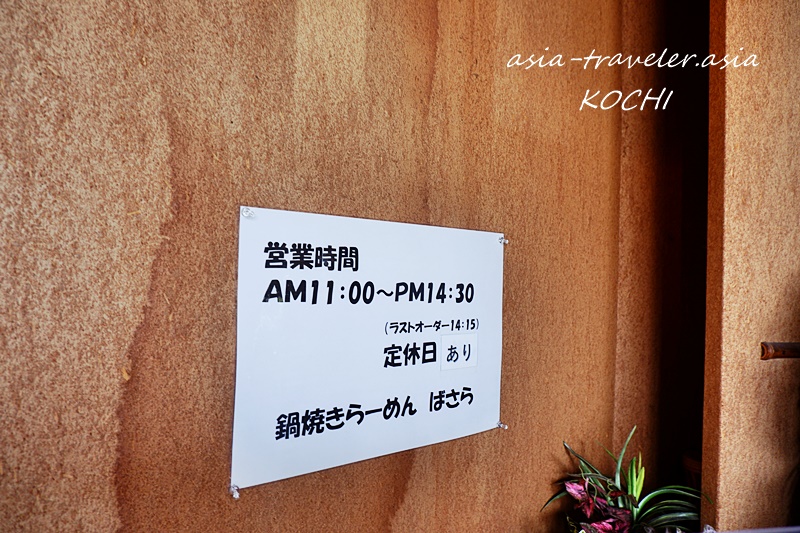 asia-traveler.asia
KOCHI
営業時間
AM11:00～PM14:30
(ラストオーダー14:15)
定休日 あり
鍋焼きらーめん ばさら